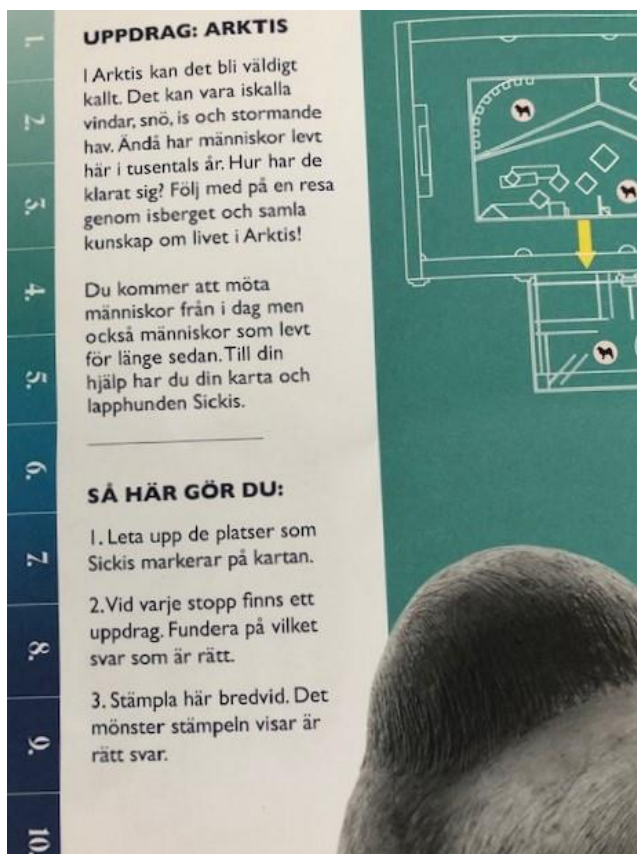 UPPDRAG: ARKTIS
I Arktis kan det bli väldigt
kallt. Det kan vara iskalla
vindar, snö, is och stormande
hav. Ändå har människor levt
här i tusentals år. Hur har de
klarat sig? Följ med på en resa
genom isberget och samla
kunskap om livet i Arktis!
Du kommer att möta
människor från i dag men
också människor som levt
för länge sedan. Till din
hjälp har du din karta och
lapphunden Sickis.
SÅ HÄR GÖR DU:
1. Leta upp de platser som
Sickis markerar på kartan.
2. Vid varje stopp finns ett
uppdrag. Fundera på vilket
svar som är rätt.
3. Stämpla här bredvid. Det
mönster stämpeln visar är
rätt svar.
1.
2.
3.
4.
5.
6.
7.
8.
9.
10.